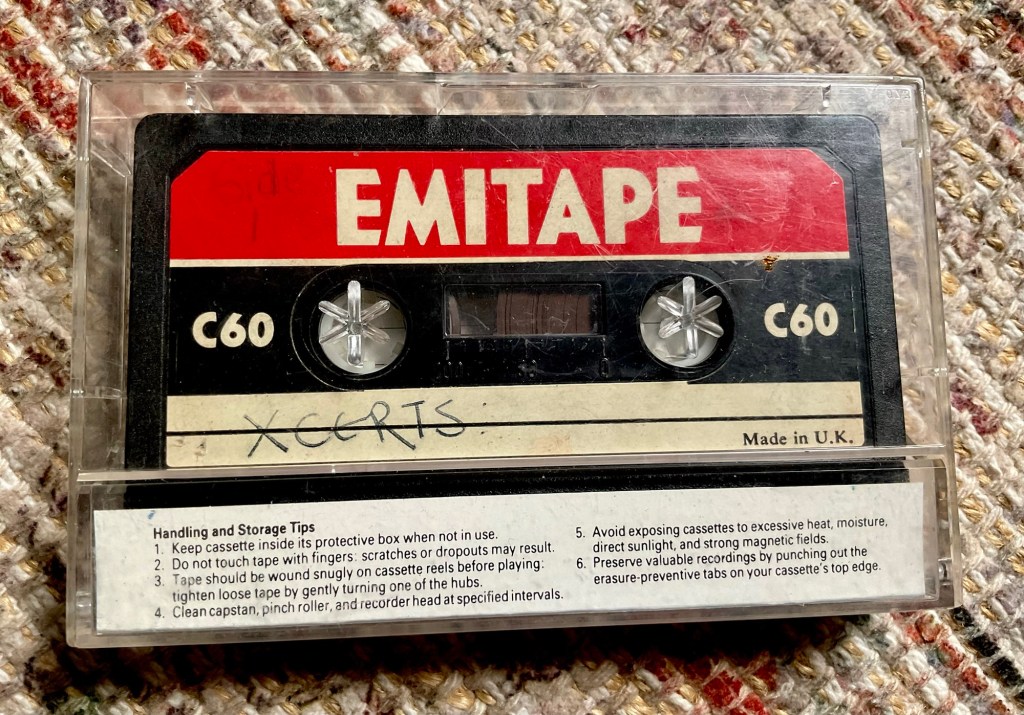 EMITAPE
C60 C60
XCERTS.
Made in U.K.
Handling and Storage Tips
1. Keep cassette inside its protective box when not in use.
2. Do not touch tape with fingers: scratches or dropouts may result.
3. Tape should be wound snugly on cassette reels before playing:
tighten loose tape by gently turning one of the hubs.
4. Clean capstan, pinch roller, and recorder head at specified intervals.
5. Avoid exposing cassettes to excessive heat, moisture,
direct sunlight, and strong magnetic fields.
6. Preserve valuable recordings by punching out the
erasure-preventive tabs on your cassette's top edge.